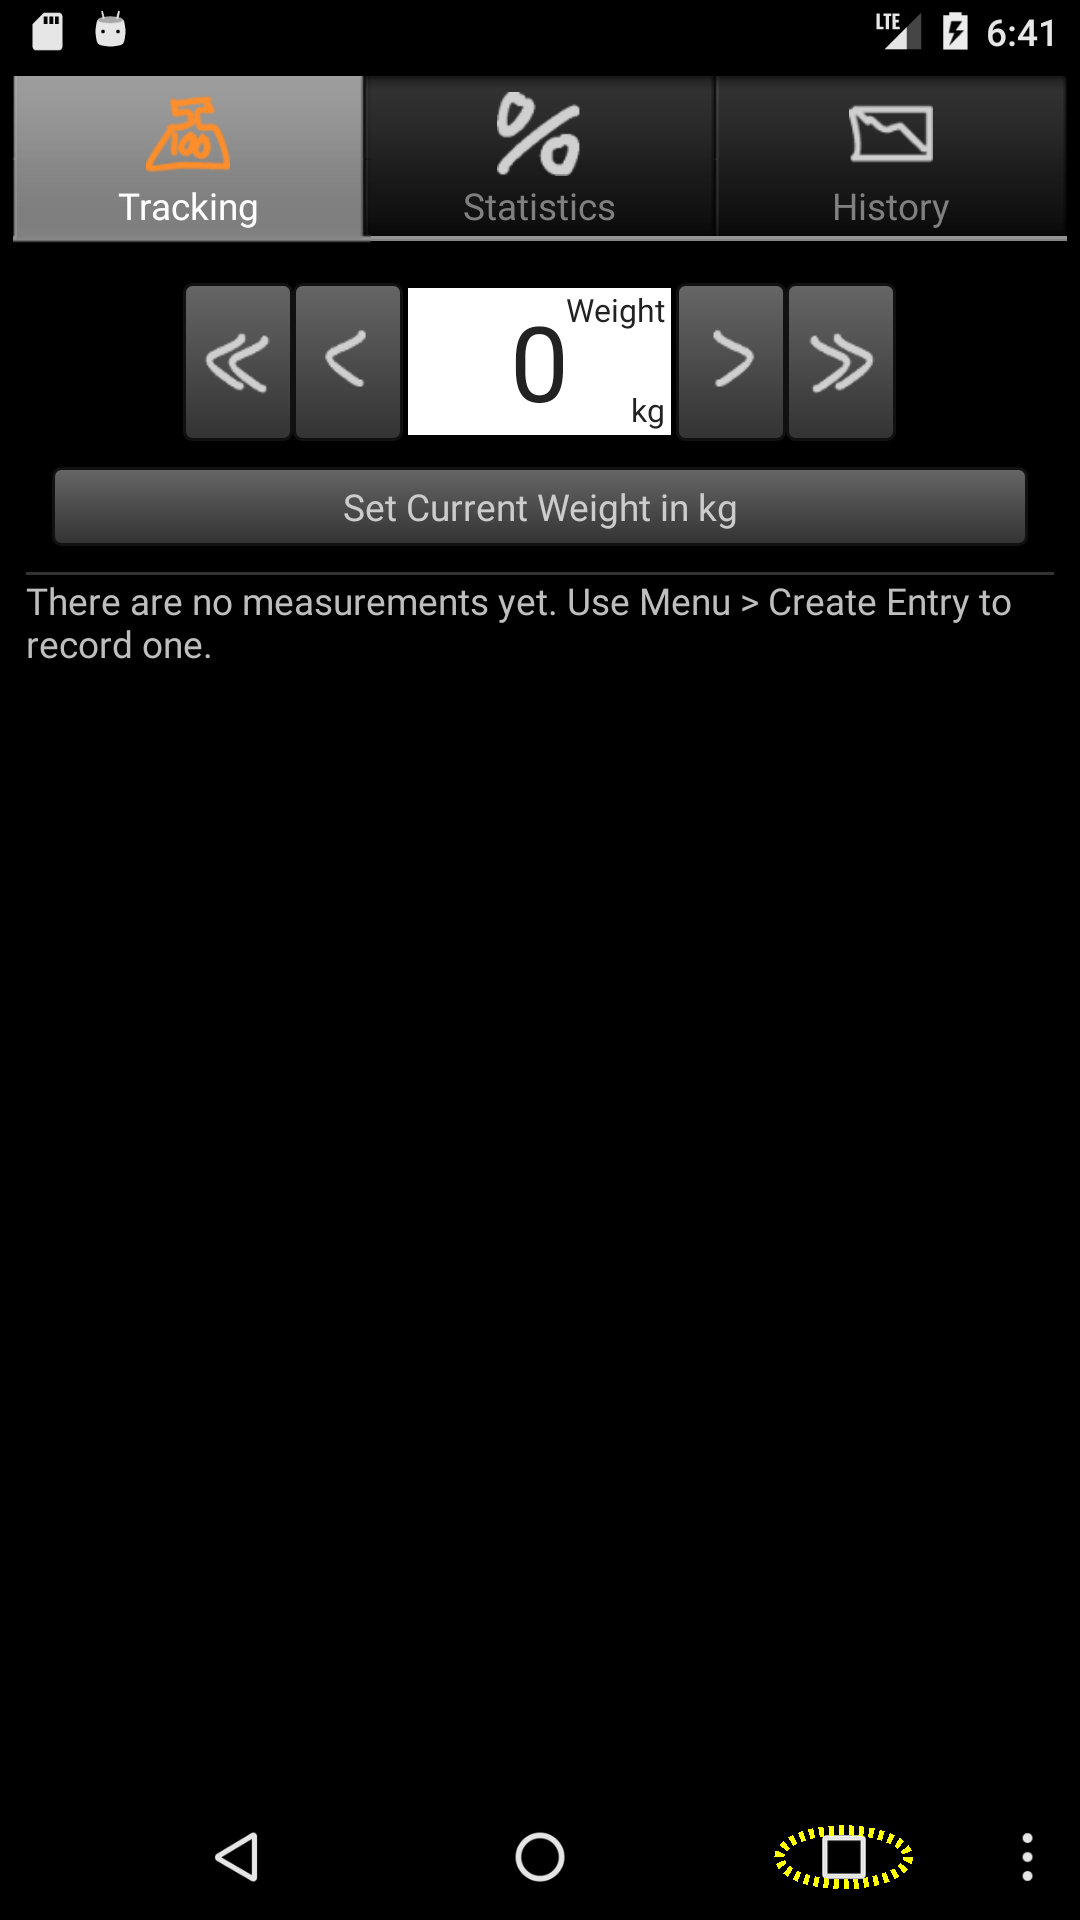 LTE 6:41
100
Tracking Statistics History
Weight
0
kg
Set Current Weight in kg
There are no measurements yet. Use Menu > Create Entry to
record one.